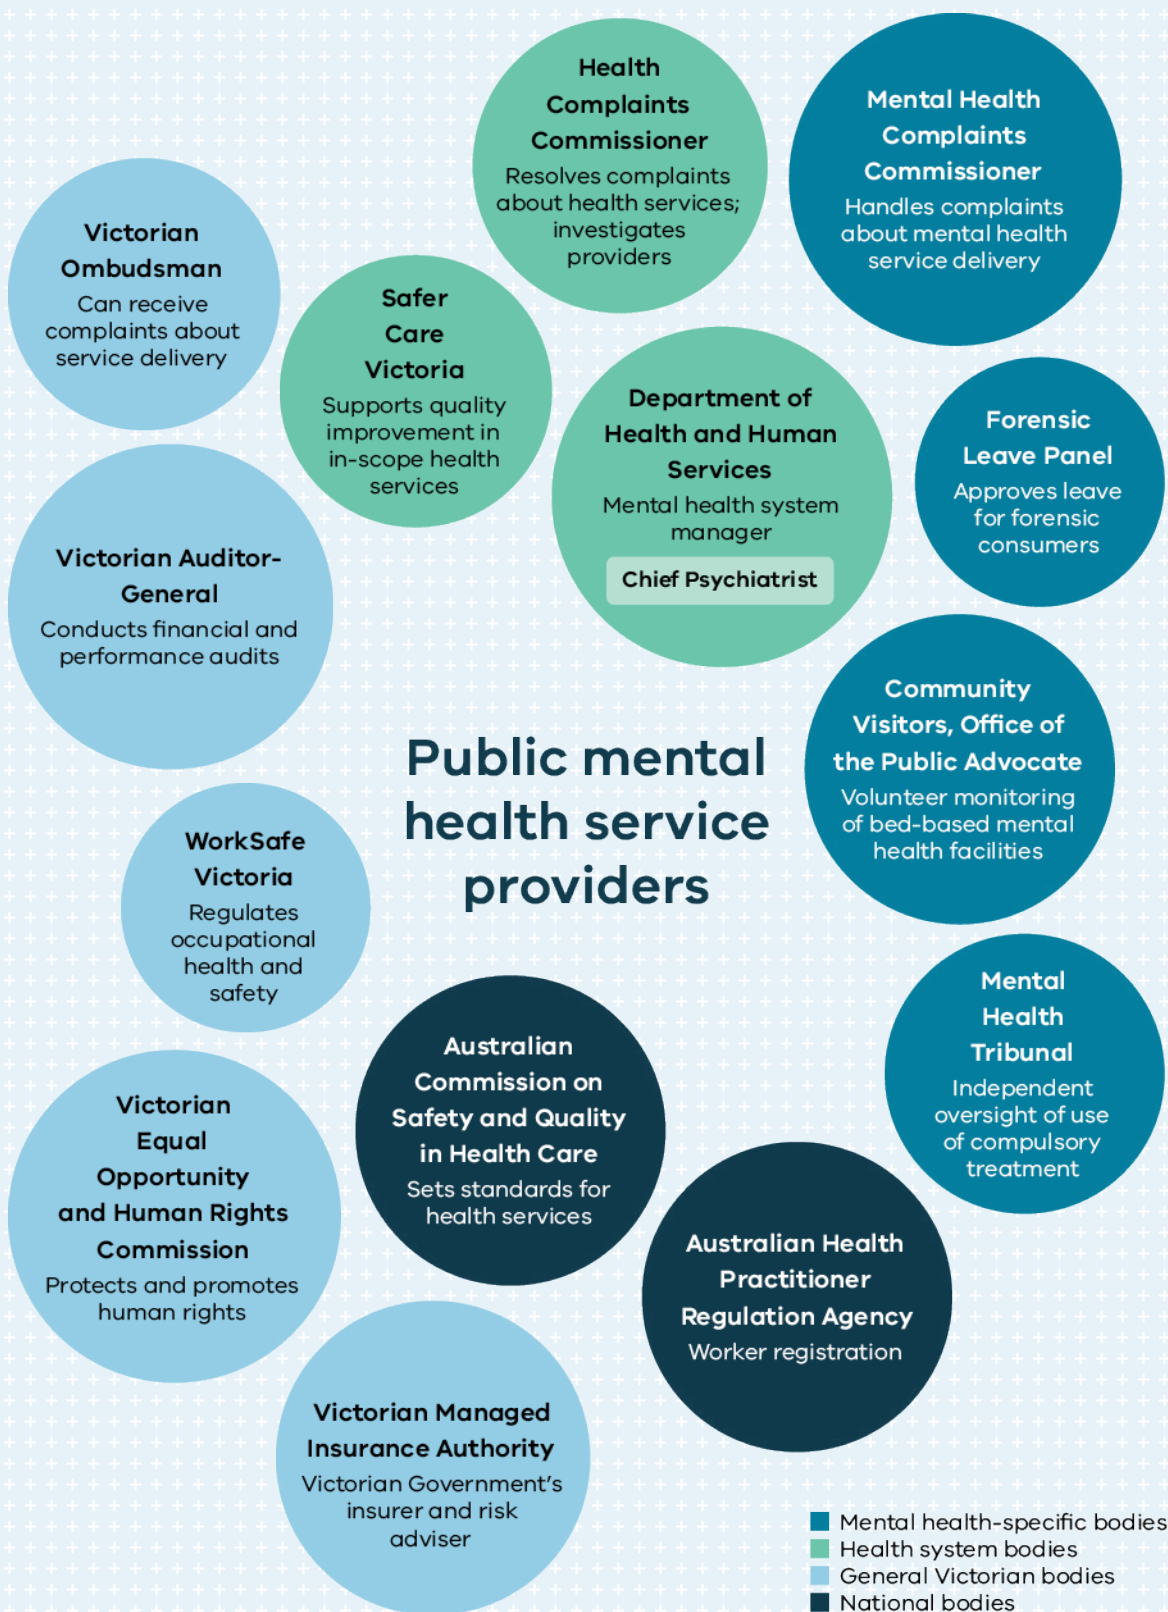 Health
Complaints
Commissioner
Resolves complaints
about health services;
investigates
providers
Mental Health
Complaints
Commissioner
Handles complaints
about mental health
service delivery
Victorian
Ombudsman
Can receive
complaints about
service delivery
Safer
Care
Victoria
Supports quality
improvement in
in-scope health
services
Department of
Health and Human
Services
Mental health system
manager
Chief Psychiatrist
Forensic
Leave Panel
Approves leave
for forensic
consumers
Victorian Auditor-
General
Conducts financial and
performance audits
Community
Visitors, Office of
the Public Advocate
Volunteer monitoring
of bed-based mental
health facilities
Public mental
health service
providers
WorkSafe
Victoria
Regulates
occupational
health and
safety
Mental
Health
Tribunal
Independent
oversight of use
of compulsory
treatment
Australian
Commission on
Safety and Quality
in Health Care
Sets standards for
health services
Victorian
Equal
Opportunity
and Human Rights
Commission
Protects and promotes
human rights
Australian Health
Practitioner
Regulation Agency
Worker registration
Victorian Managed
Insurance Authority
Victorian Government's
insurer and risk
adviser
Mental health-specific bodies
Health system bodies
General Victorian bodies
National bodies